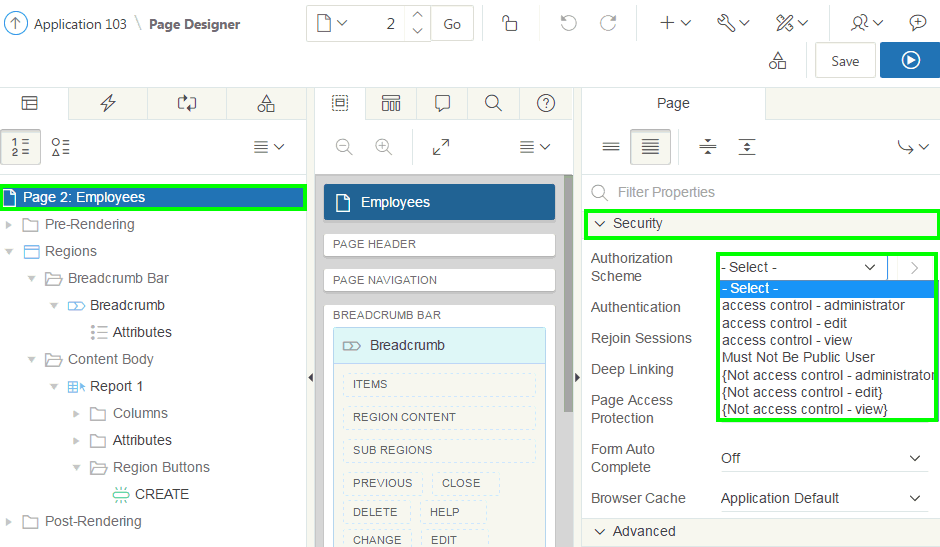 Application 103 \ Page Designer
2
Go
Save
Page
1
2
Page 2: Employees
Pre-Rendering
Regions
Breadcrumb Bar
Breadcrumb
Attributes
Content Body
Report 1
Columns
Attributes
Region Buttons
CREATE
Post-Rendering
Employees
PAGE HEADER
PAGE NAVIGATION
BREADCRUMB BAR
Breadcrumb
ITEMS
REGION CONTENT
SUB REGIONS
PREVIOUS CLOSE
DELETE HELP
CHANGE EDIT
Filter Properties
Security
Authorization
Scheme
- Select -
- Select -
access control - administrator
access control - edit
access control - view
Must Not Be Public User
{Not access control - administrator
{Not access control - edit}
{Not access control - view}
Authentication
Rejoin Sessions
Deep Linking
Page Access
Protection
Form Auto
Complete
Off
Browser Cache
Application Default
Advanced